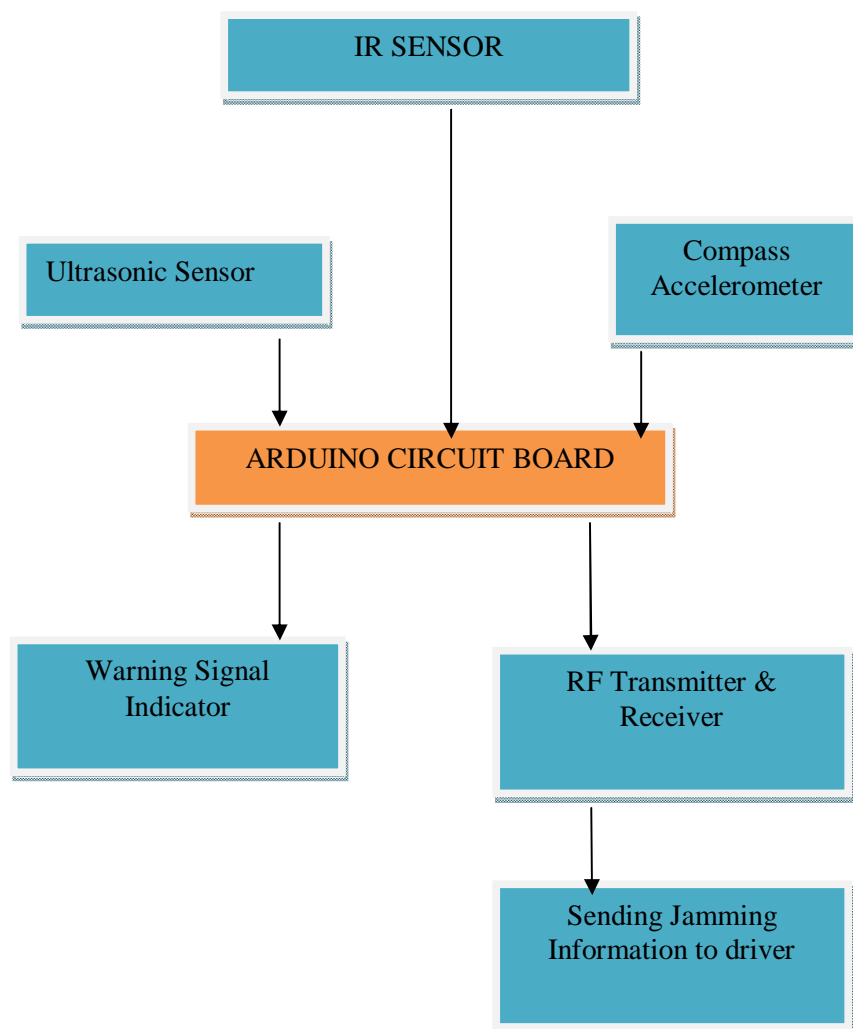 IR SENSOR
Ultrasonic Sensor
Compass
Accelerometer
ARDUINO CIRCUIT BOARD
Warning Signal
Indicator
RF Transmitter &
Receiver
Sending Jamming
Information to driver